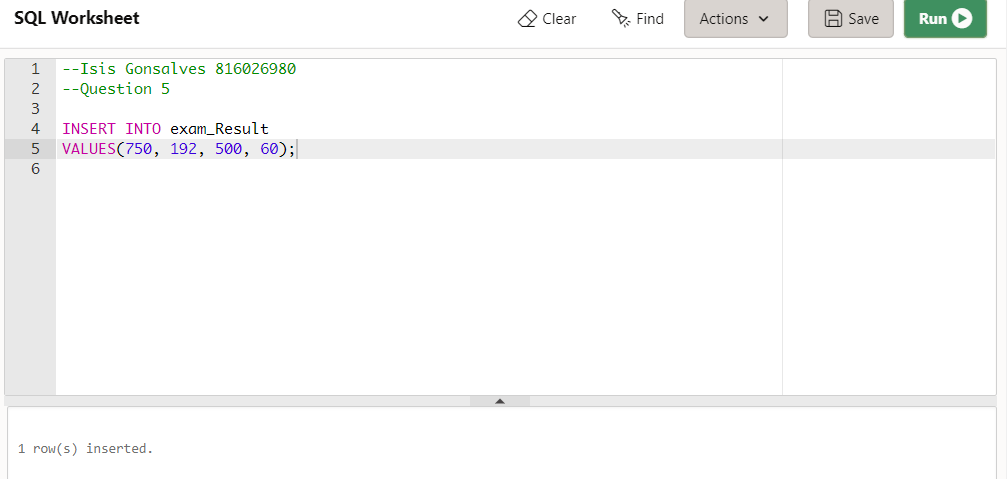 SQL Worksheet
Clear
Find
Actions
Save
Run
1 --Isis Gonsalves 816026980
2 --Question 5
3
4 INSERT INTO exam_Result
5 VALUES(750, 192, 500, 60);
6
1 row(s) inserted.